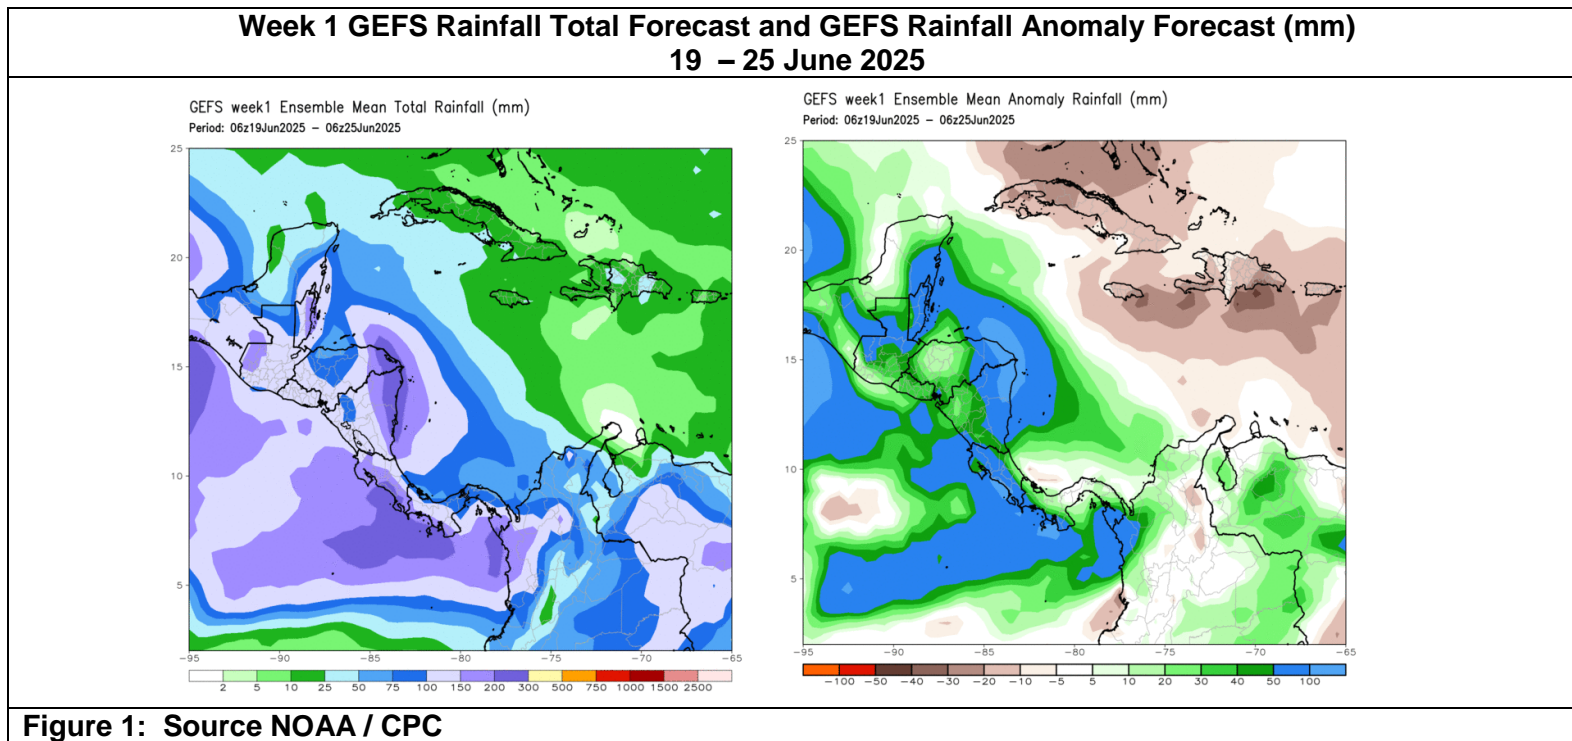 Week 1 GEFS Rainfall Total Forecast and GEFS Rainfall Anomaly Forecast (mm)
19 – 25 June 2025
GEFS week1 Ensemble Mean Total Rainfall (mm)
Period: 06z19Jun2025 – 06z25Jun2025
25
20
15
10
5
−95 −90 −85 −80 −75 −70 −65
2 5 10 25 50 75 100 150 200 300 500 750 1000 1500 2500
GEFS week1 Ensemble Mean Anomaly Rainfall (mm)
Period: 06z19Jun2025 – 06z25Jun2025
25
20
15
10
5
−95 −90 −85 −80 −75 −70 −65
−100 −50 −40 −30 −20 −10 −5 5 10 20 30 40 50 100
Figure 1: Source NOAA / CPC